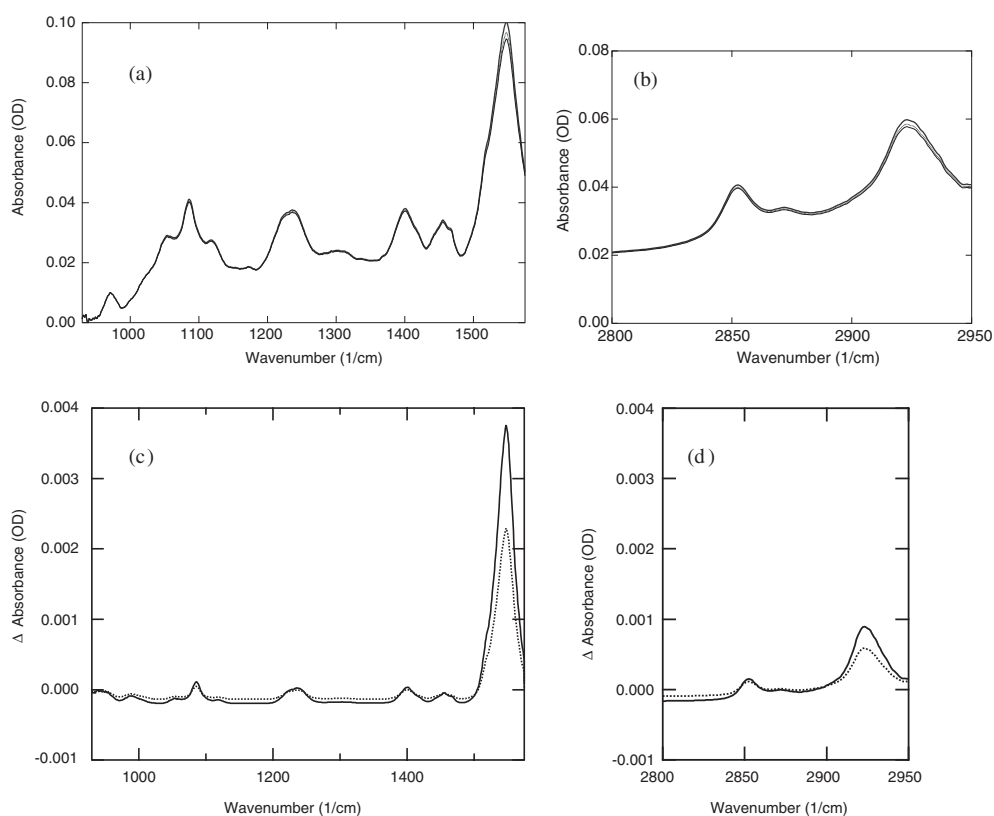 0.10
0.08
0.06
0.04
0.02
0.00
Absorbance (OD)
(a)
1000 1100 1200 1300 1400 1500
Wavenumber (1/cm)
0.08
0.06
0.04
0.02
0.00
Absorbance (OD)
(b)
2800 2850 2900 2950
Wavenumber (1/cm)
0.004
0.003
0.002
0.001
0.000
-0.001
Δ Absorbance (OD)
(c)
1000 1200 1400
Wavenumber (1/cm)
0.004
0.003
0.002
0.001
0.000
-0.001
Δ Absorbance (OD)
(d)
2800 2850 2900 2950
Wavenumber (1/cm)